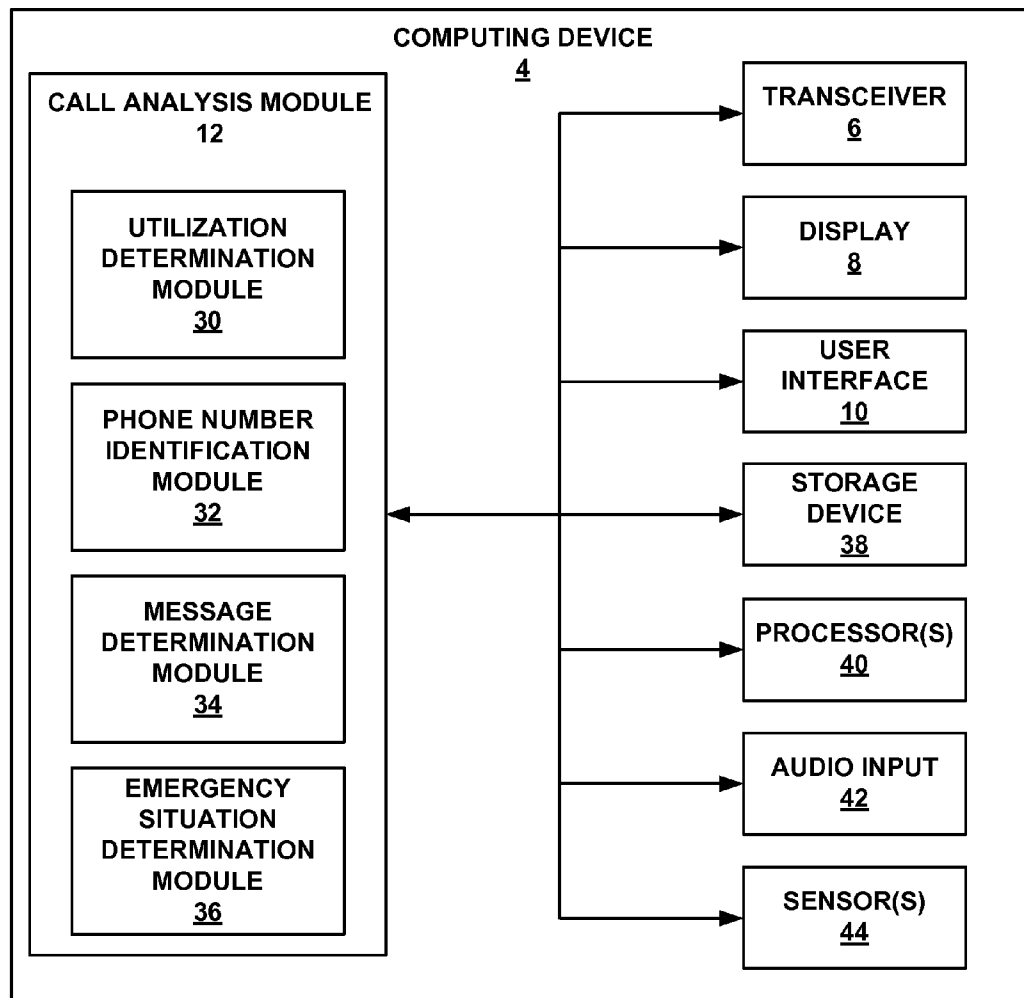 COMPUTING DEVICE
4
CALL ANALYSIS MODULE
12
UTILIZATION
DETERMINATION
MODULE
30
PHONE NUMBER
IDENTIFICATION
MODULE
32
MESSAGE
DETERMINATION
MODULE
34
EMERGENCY
SITUATION
DETERMINATION
MODULE
36
TRANSCEIVER
6
DISPLAY
8
USER
INTERFACE
10
STORAGE
DEVICE
38
PROCESSOR(S)
40
AUDIO INPUT
42
SENSOR(S)
44